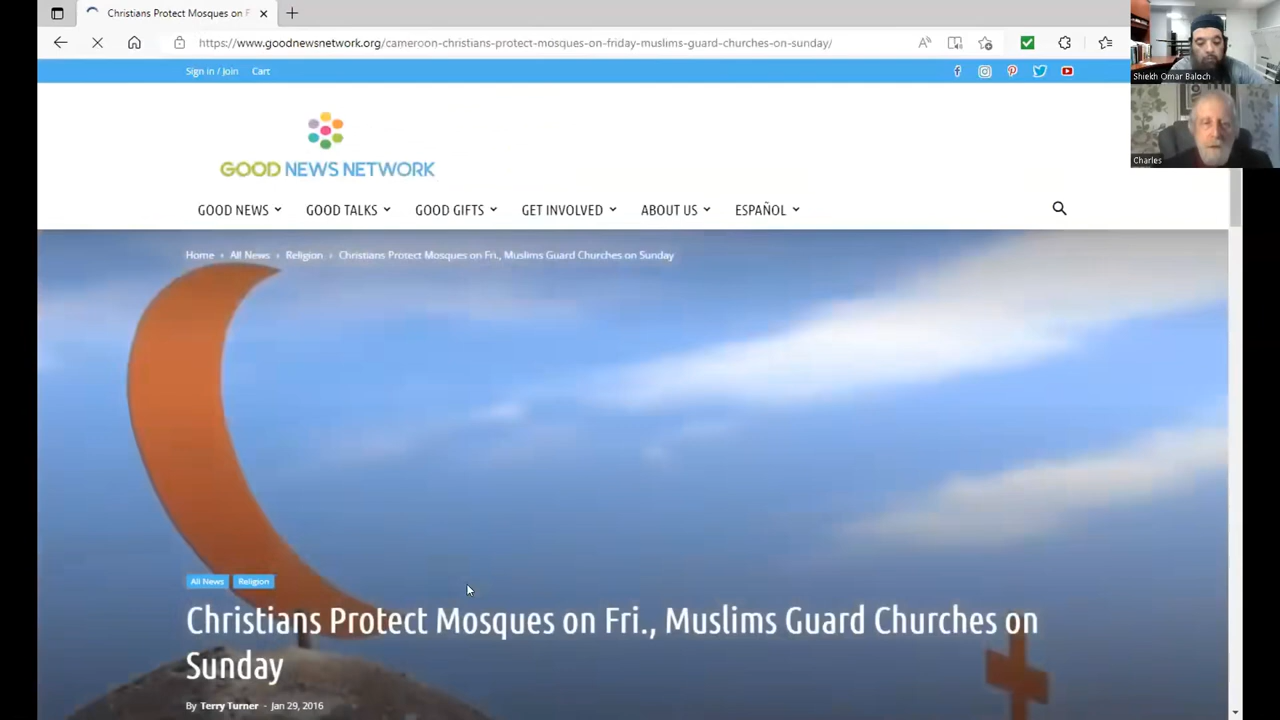 Christians Protect Mosques on F
https://www.goodnewsnetwork.org/cameroon-christians-protect-mosques-on-friday-muslims-guard-churches-on-sunday/
Shiekh Omar Baloch
Charles
Sign in / Join Cart
GOOD NEWS NETWORK
GOOD NEWS GOOD TALKS GOOD GIFTS GET INVOLVED ABOUT US ESPAÑOL
Home › All News › Religion › Christians Protect Mosques on Fri., Muslims Guard Churches on Sunday
All News Religion
Christians Protect Mosques on Fri., Muslims Guard Churches on
Sunday
By Terry Turner - Jan 29, 2016